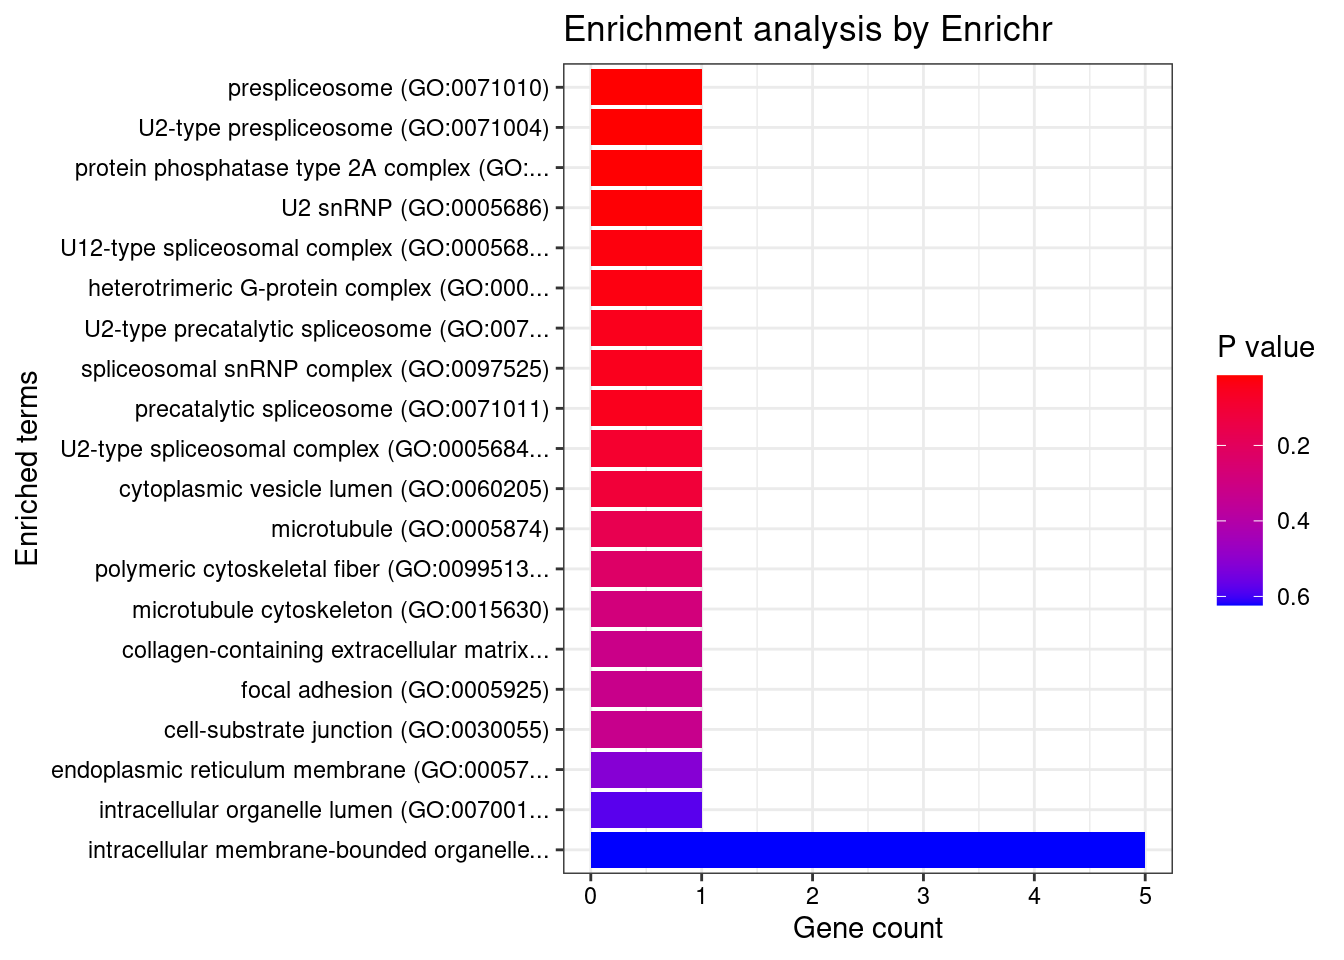 Enrichment analysis by Enrichr
Enriched terms
prespliceosome (GO:0071010)
U2-type prespliceosome (GO:0071004)
protein phosphatase type 2A complex (GO:...
U2 snRNP (GO:0005686)
U12-type spliceosomal complex (GO:000568...
heterotrimeric G-protein complex (GO:000...
U2-type precatalytic spliceosome (GO:007...
spliceosomal snRNP complex (GO:0097525)
precatalytic spliceosome (GO:0071011)
U2-type spliceosomal complex (GO:0005684...
cytoplasmic vesicle lumen (GO:0060205)
microtubule (GO:0005874)
polymeric cytoskeletal fiber (GO:0099513...
microtubule cytoskeleton (GO:0015630)
collagen-containing extracellular matrix...
focal adhesion (GO:0005925)
cell-substrate junction (GO:0030055)
endoplasmic reticulum membrane (GO:00057...
intracellular organelle lumen (GO:007001...
intracellular membrane-bounded organelle...
0 1 2 3 4 5
Gene count
P value
0.2
0.4
0.6